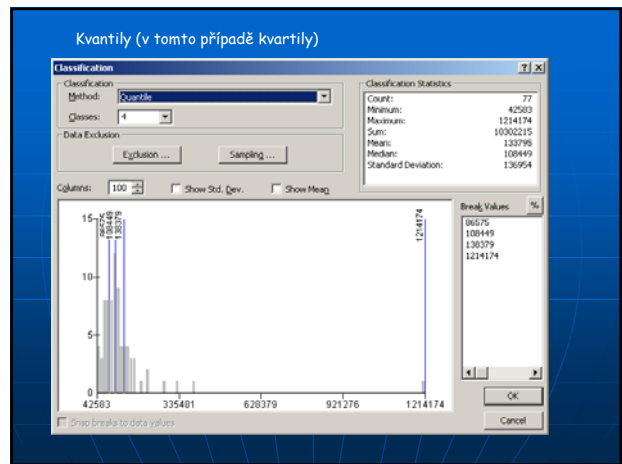 Kvantily (v tomto případě kvartily)
Classification
Classification
Method: Quantile
Classes: 4
Data Exclusion
Exclusion ... Sampling ...
Classification Statistics
Count: 77
Minimum: 42583
Maximum: 1214174
Sum: 10302215
Mean: 133795
Median: 108449
Standard Deviation: 136954
Columns: 100 Show Std. Dev. Show Mean
Break Values %
86575
108449
138379
1214174
15
10
5
0
86575
108449
138379
1214174
42583 335481 628379 921276 1214174
Snap breaks to data values
OK
Cancel